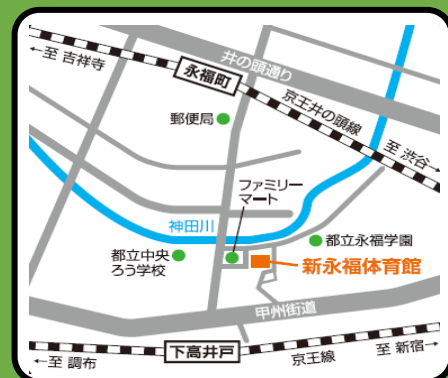 ←至 吉祥寺
井の頭通り
永福町
京王井の頭線
至 渋谷→
郵便局
ファミリー
マート
神田川
都立永福学園
都立中央
ろう学校
新永福体育館
甲州街道
下高井戸
←至 調布
京王線
至 新宿→